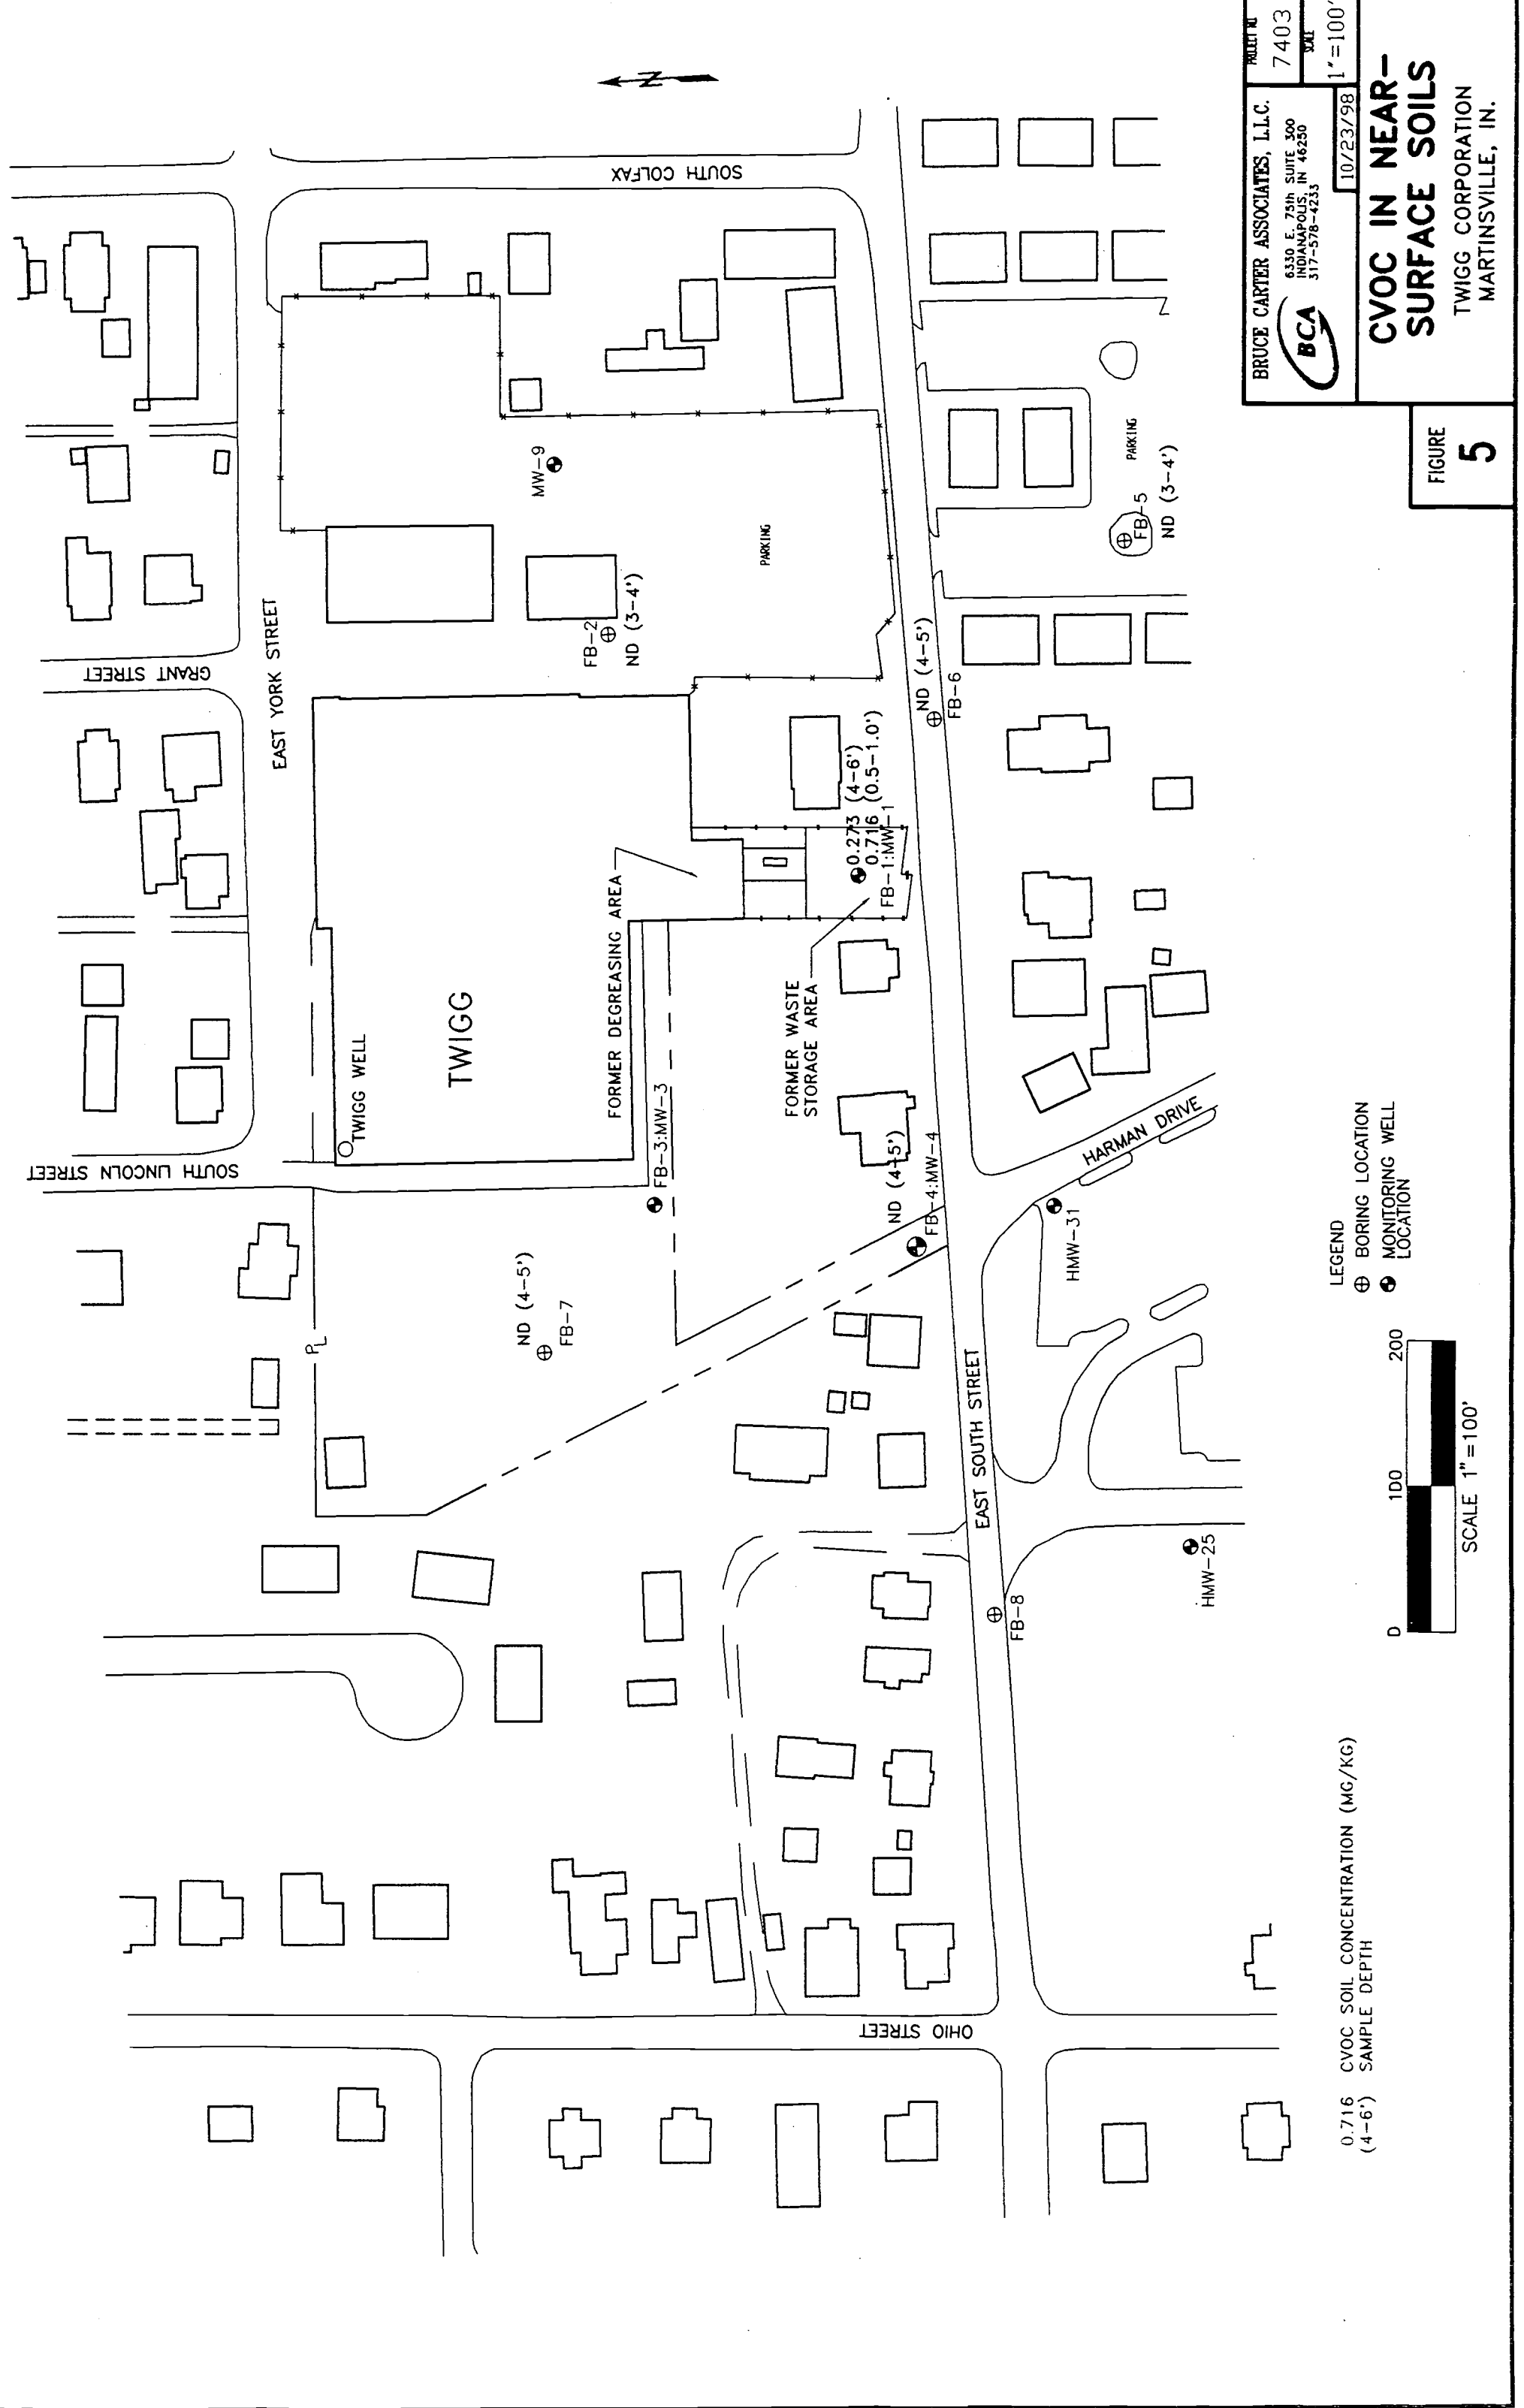 SOUTH LINCOLN STREET
GRANT STREET
EAST YORK STREET
SOUTH COLFAX
N
PL
TWIGG WELL
TWIGG
MW-9
FB-2
ND (3-4')
PARKING
ND (4-5')
FB-7
FB-3:MW-3
FORMER DEGREASING AREA
FORMER WASTE
STORAGE AREA
0.273 (4-6')
0.716 (0.5-1.0')
FB-1:MW-1
ND (4-5')
FB-4:MW-4
ND (4-5')
FB-6
EAST SOUTH STREET
OHIO STREET
FB-8
HMW-25
HMW-31
HARMAN DRIVE
FB-5
ND (3-4')
PARKING
0.716 CVOC SOIL CONCENTRATION (MG/KG)
(4-6') SAMPLE DEPTH
0 100 200
SCALE 1"=100'
LEGEND
BORING LOCATION
MONITORING WELL
LOCATION
FIGURE
5
BRUCE CARTER ASSOCIATES, L.L.C.
BCA
6330 E. 75th SUITE 300
INDIANAPOLIS, IN 46250
317-578-4233
10/23/98
PROJECT NO
7403
SCALE
1"=100'
CVOC IN NEAR-
SURFACE SOILS
TWIGG CORPORATION
MARTINSVILLE, IN.